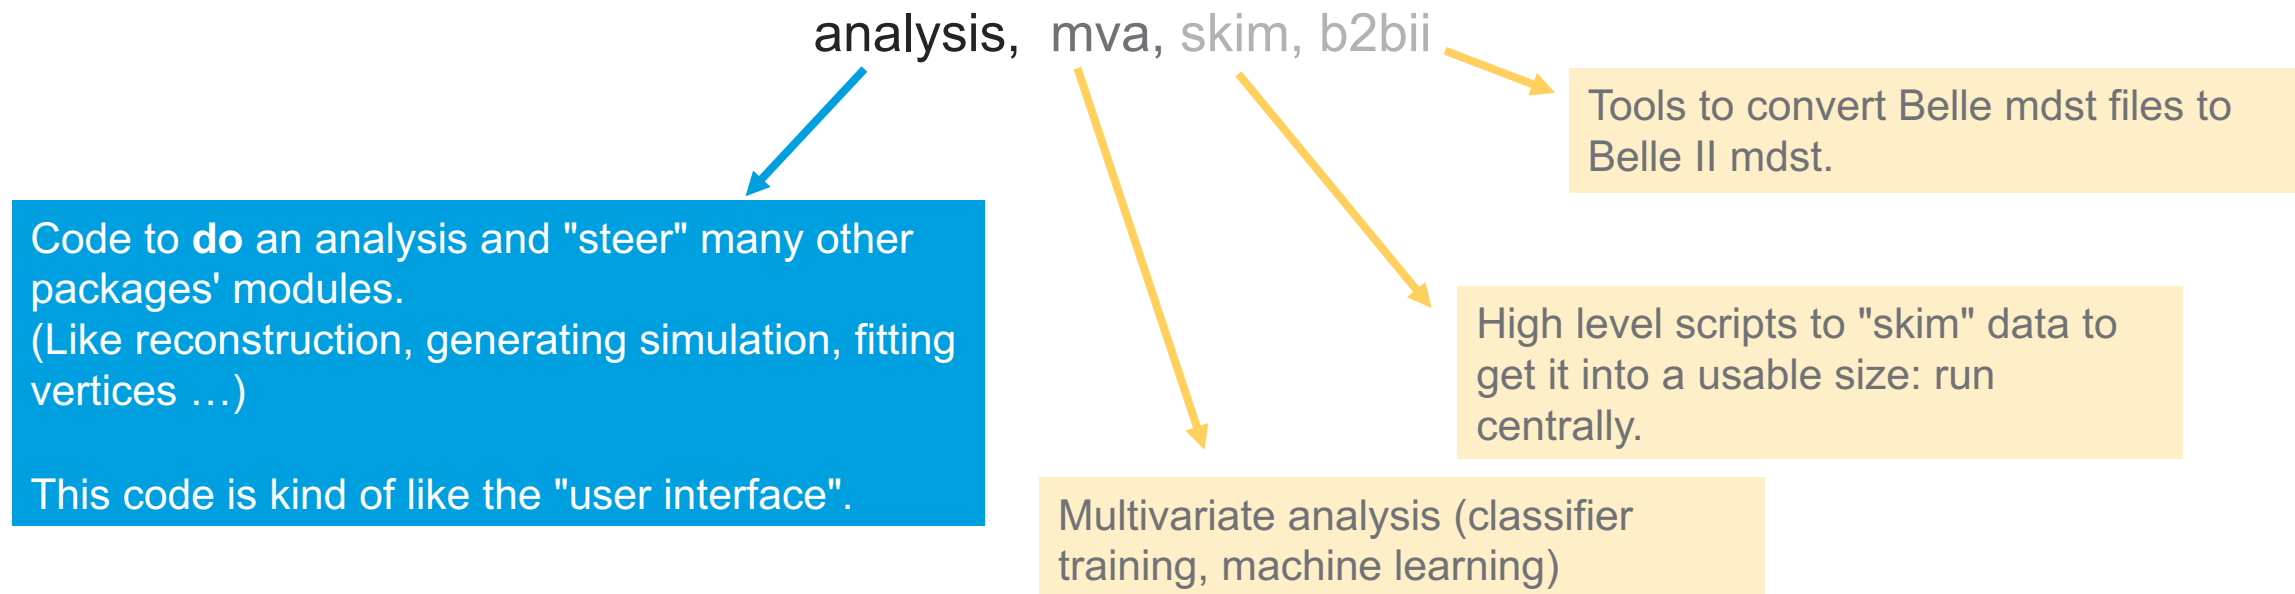 analysis, mva, skim, b2bii
Tools to convert Belle mdst files to
Belle II mdst.
Code to do an analysis and "steer" many other
packages' modules.
(Like reconstruction, generating simulation, fitting
vertices …)
This code is kind of like the "user interface".
High level scripts to "skim" data to
get it into a usable size: run
centrally.
Multivariate analysis (classifier
training, machine learning)